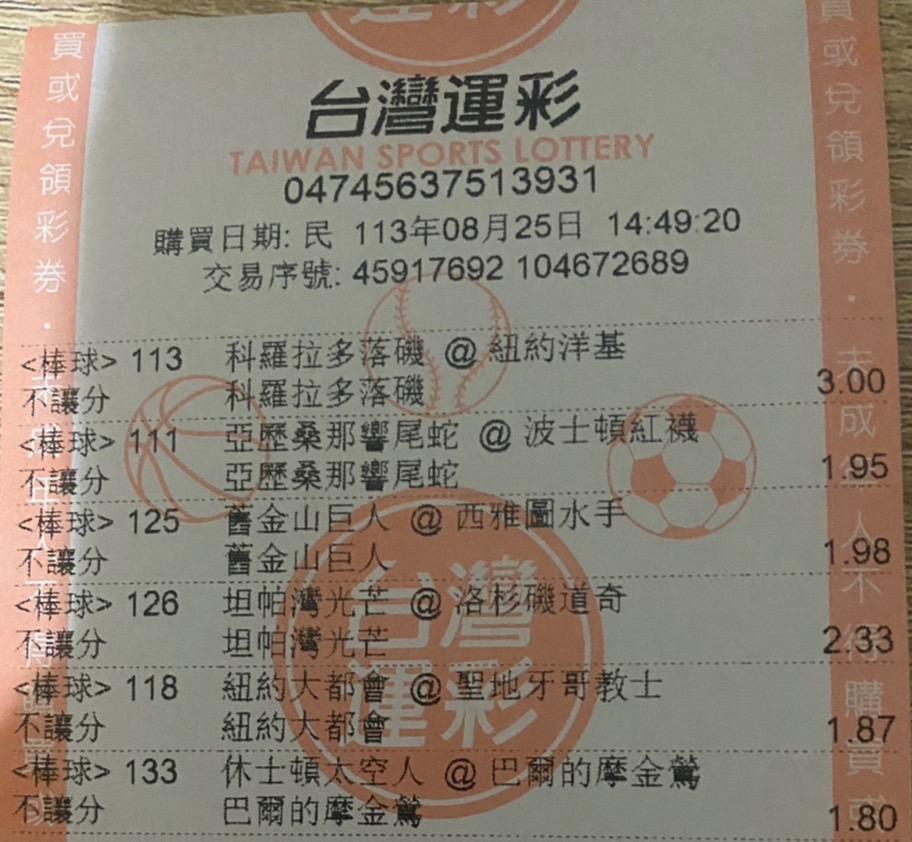 運彩
台灣運彩
TAIWAN SPORTS LOTTERY
04745637513931
購買日期: 民 113年08月25日 14:49:20
交易序號: 45917692 104672689
<棒球> 113 科羅拉多落磯 @ 紐約洋基
不讓分 科羅拉多落磯 3.00
<棒球> 111 亞歷桑那響尾蛇 @ 波士頓紅襪
不讓分 亞歷桑那響尾蛇 1.95
<棒球> 125 舊金山巨人 @ 西雅圖水手
不讓分 舊金山巨人 1.98
<棒球> 126 坦帕灣光芒 @ 洛杉磯道奇
不讓分 坦帕灣光芒 2.33
<棒球> 118 紐約大都會 @ 聖地牙哥教士
不讓分 紐約大都會 1.87
<棒球> 133 休士頓太空人 @ 巴爾的摩金鶯
不讓分 巴爾的摩金鶯 1.80
台灣
運彩
買或兌領彩券．
買或兌領彩券．未成 人不得購買或